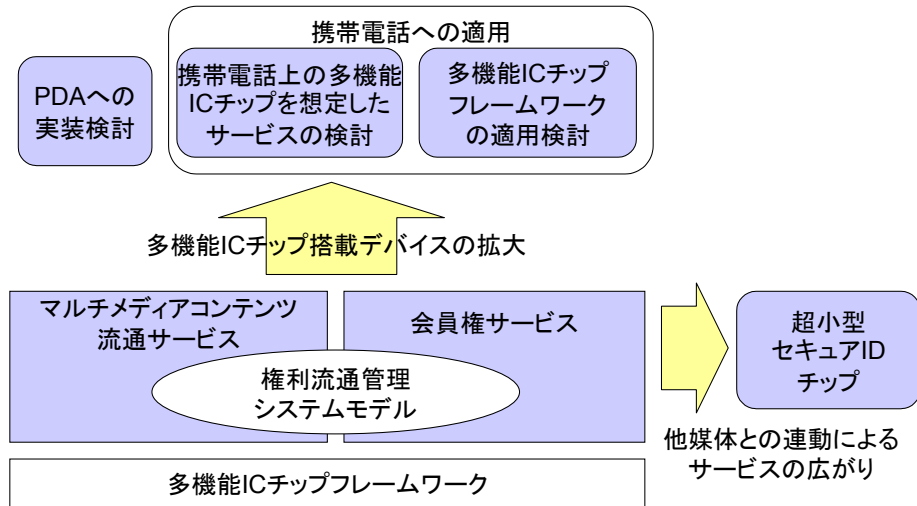 携帯電話への適用
PDAへの
実装検討
携帯電話上の多機能
ICチップを想定した
サービスの検討
多機能ICチップ
フレームワーク
の適用検討
多機能ICチップ搭載デバイスの拡大
マルチメディアコンテンツ
流通サービス
会員権サービス
権利流通管理
システムモデル
超小型
セキュアID
チップ
他媒体との連動による
サービスの広がり
多機能ICチップフレームワーク